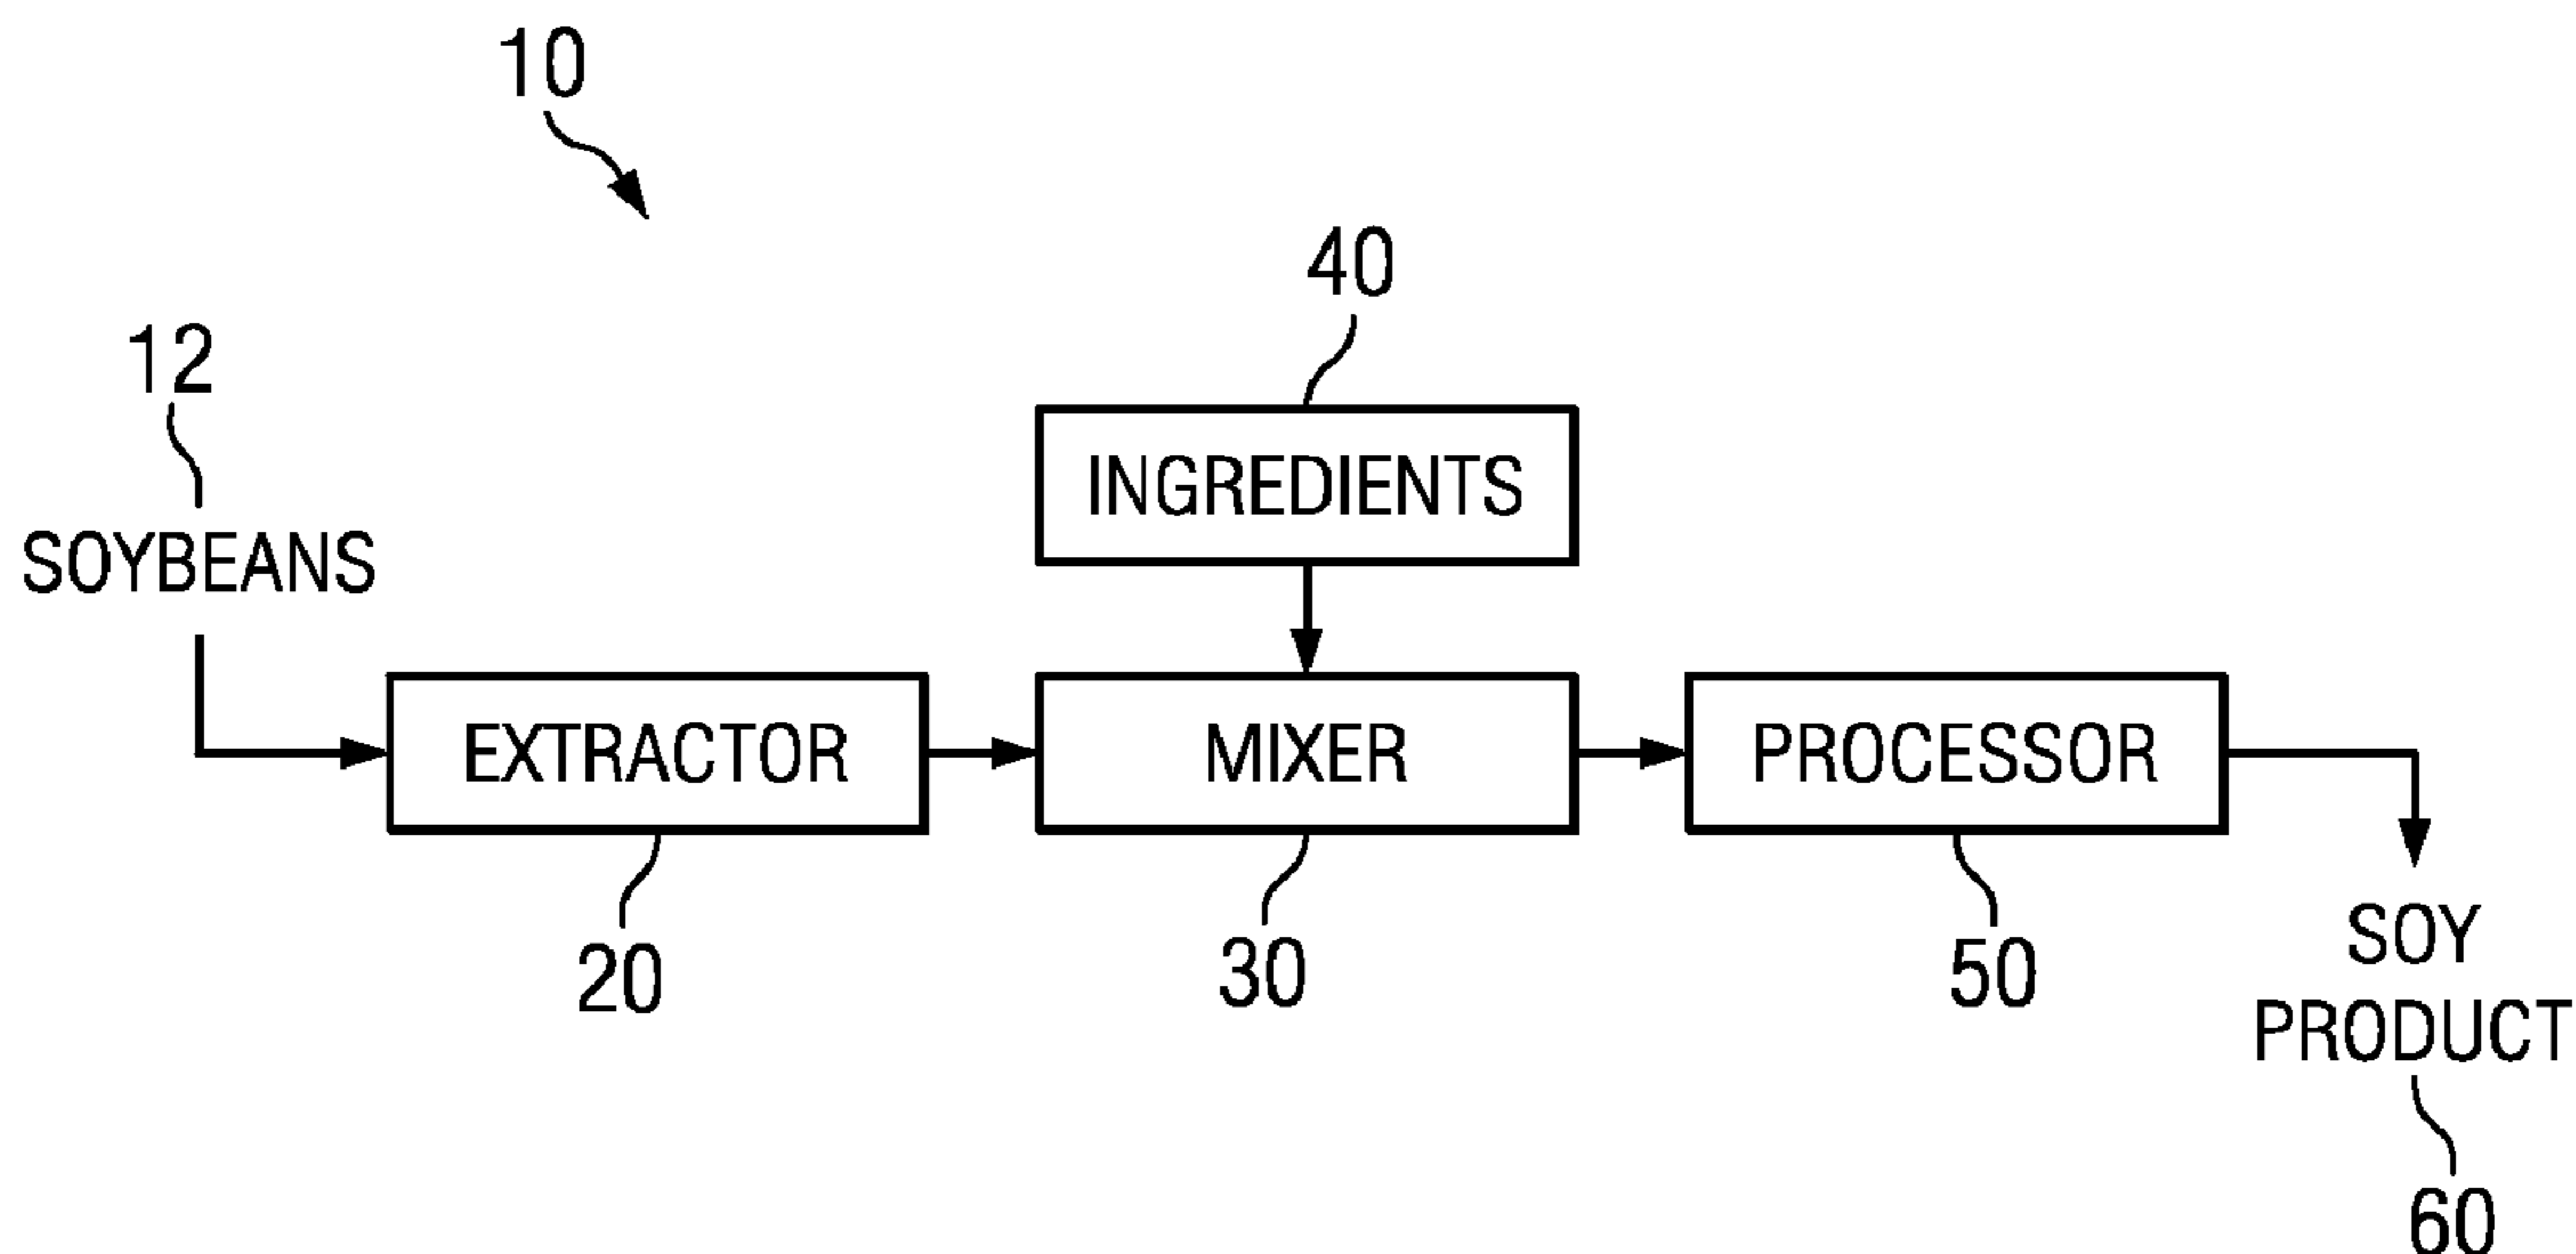 10
40
12
INGREDIENTS
SOYBEANS
EXTRACTOR
MIXER
PROCESSOR
20
30
50
SOY
PRODUCT
60